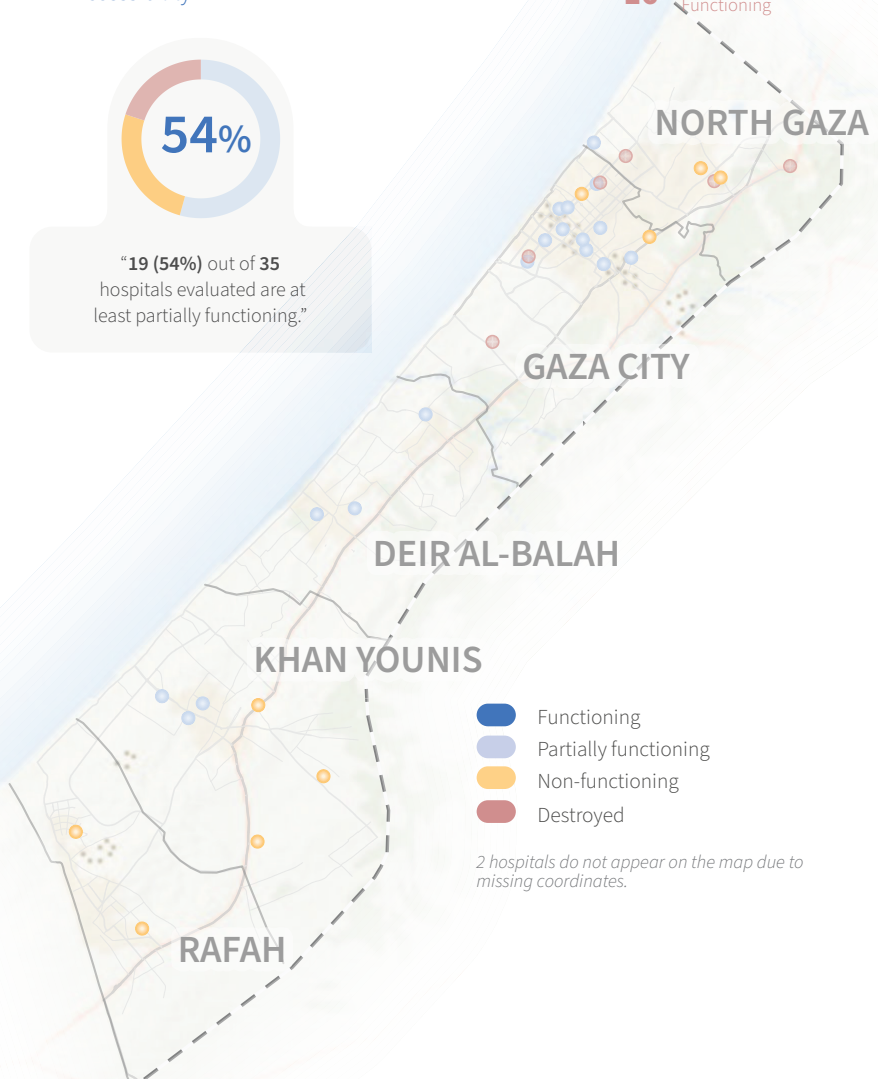 Functioning
54%
NORTH GAZA
“19 (54%) out of 35
hospitals evaluated are at
least partially functioning.”
GAZA CITY
DEIR AL-BALAH
KHAN YOUNIS
Functioning
Partially functioning
Non-functioning
Destroyed
2 hospitals do not appear on the map due to
missing coordinates.
RAFAH